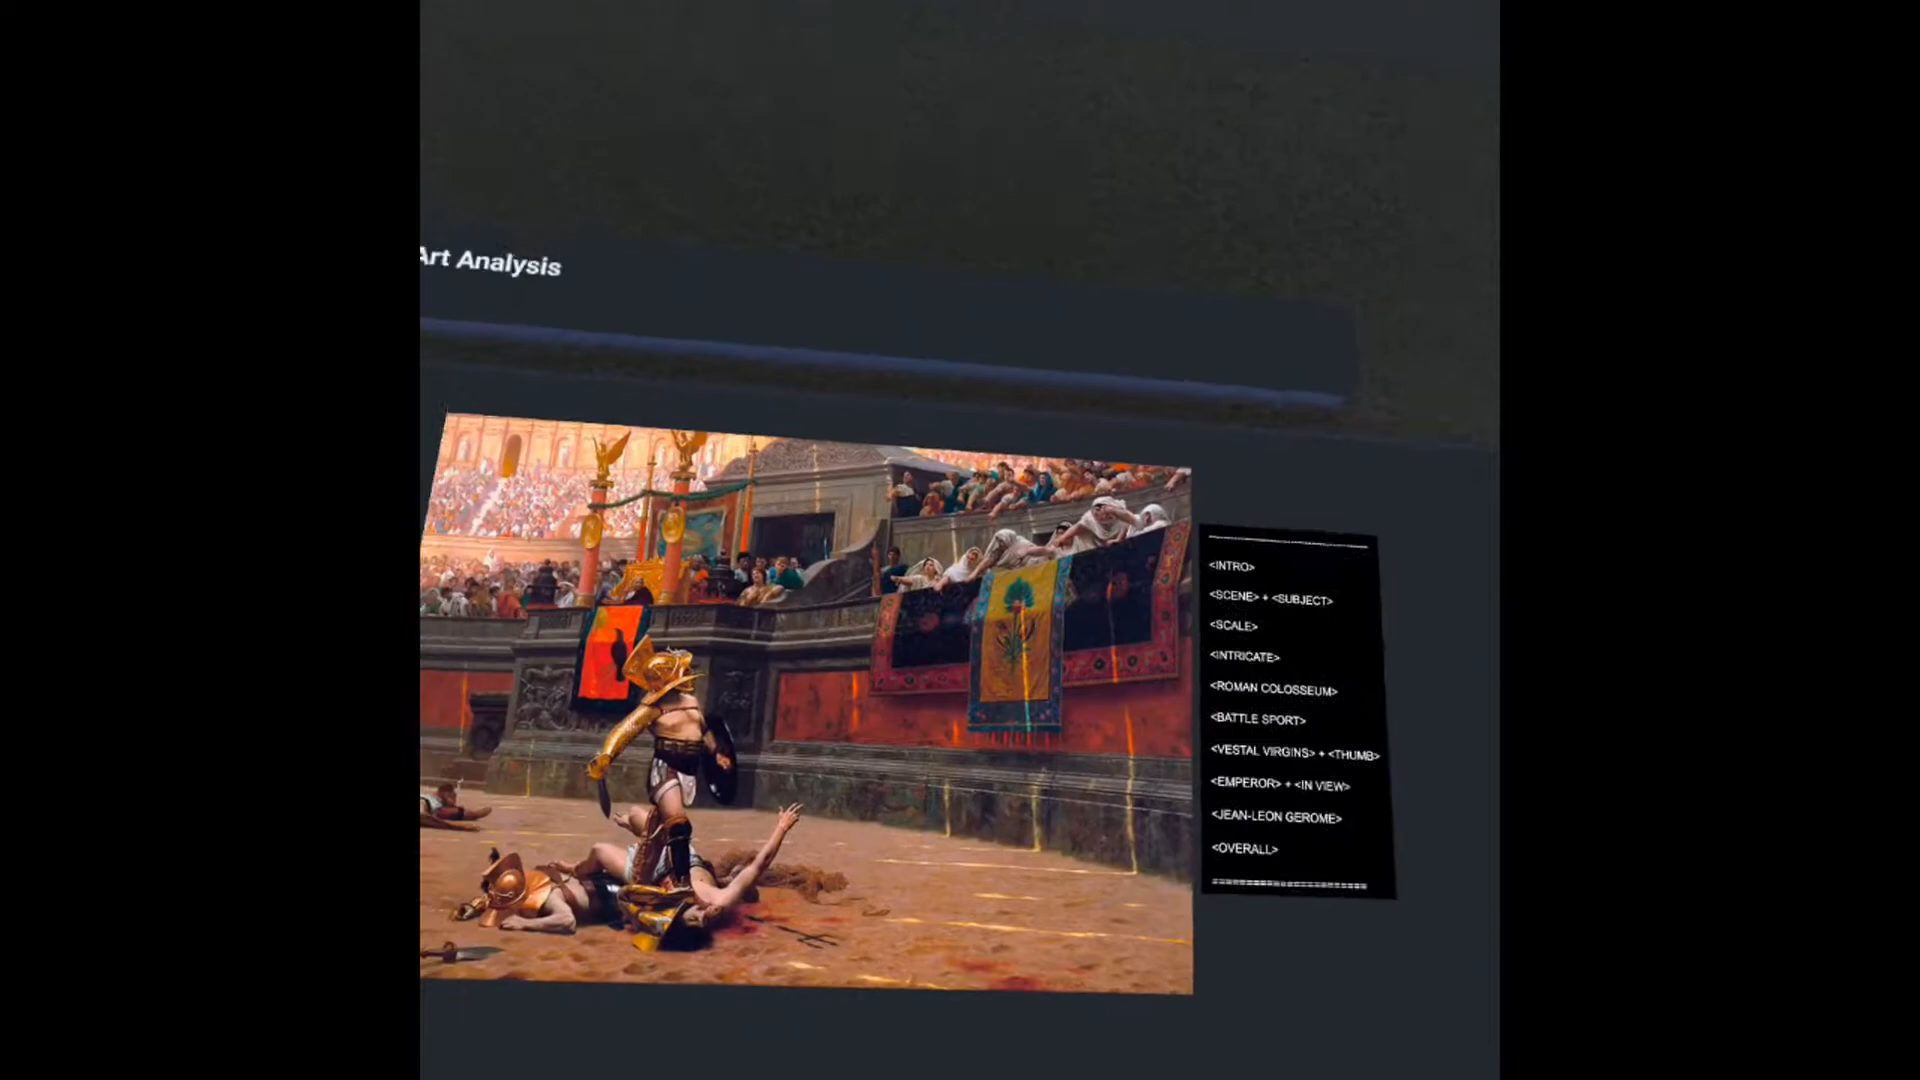 Art Analysis
<INTRO>
<SCENE> + <SUBJECT>
<SCALE>
<INTRICATE>
<ROMAN COLOSSEUM>
<BATTLE SPORT>
<VESTAL VIRGINS> + <THUMB>
<EMPEROR> + <IN VIEW>
<JEAN-LEON GEROME>
<OVERALL>